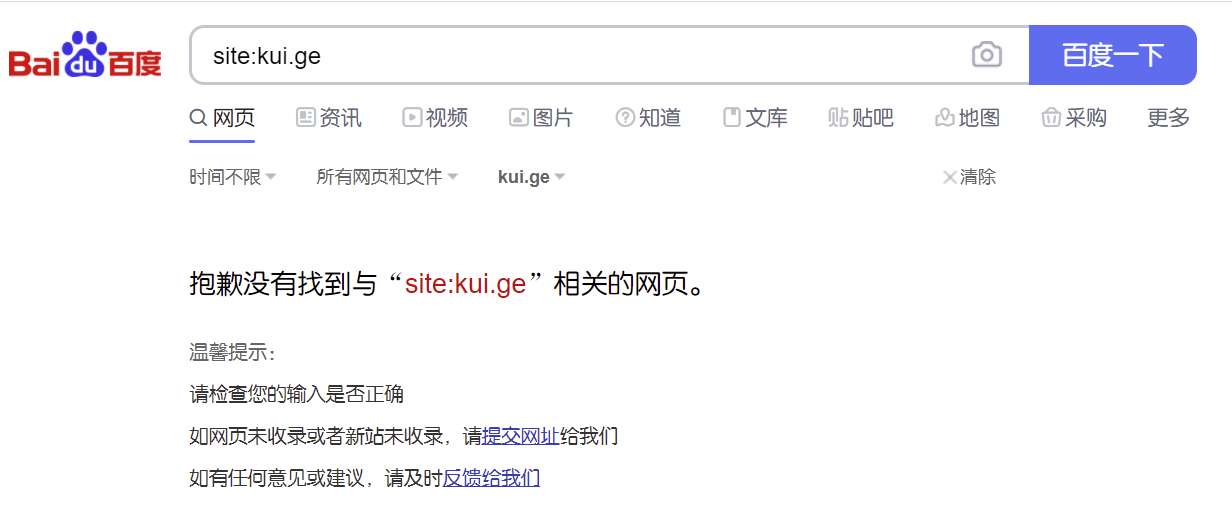 Bai du 百度 site:kui.ge 百度一下
网页 资讯 视频 图片 知道 文库 贴吧 地图 采购 更多
时间不限 所有网页和文件 kui.ge 清除
抱歉没有找到与“site:kui.ge”相关的网页。
温馨提示：
请检查您的输入是否正确
如网页未收录或者新站未收录，请提交网址给我们
如有任何意见或建议，请及时反馈给我们